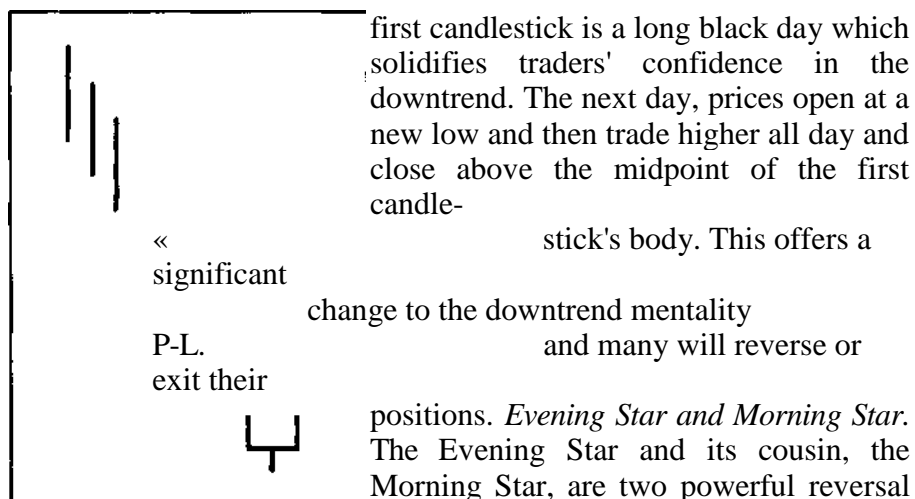 first candlestick is a long black day which
solidifies traders' confidence in the
downtrend. The next day, prices open at a
new low and then trade higher all day and
close above the midpoint of the first
candle-
« stick's body. This offers a
significant
change to the downtrend mentality
P-L. and many will reverse or
exit their
positions. Evening Star and Morning Star.
The Evening Star and its cousin, the
Morning Star, are two powerful reversal